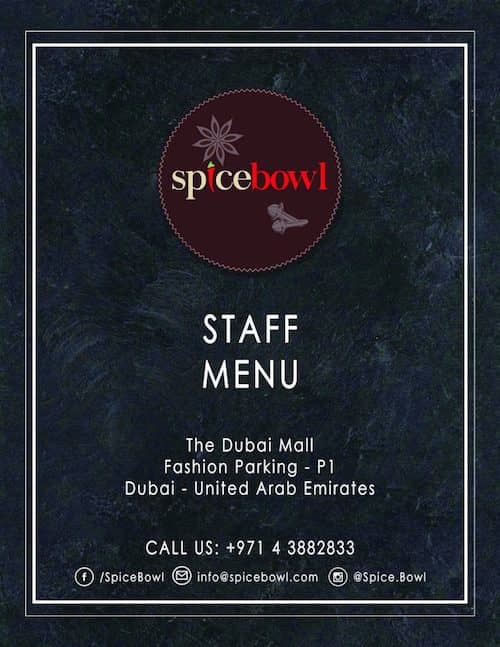 spicebowl
STAFF
MENU
The Dubai Mall
Fashion Parking - P1
Dubai - United Arab Emirates
CALL US: +971 4 3882833
/SpiceBowl info@spicebowl.com @Spice.Bowl